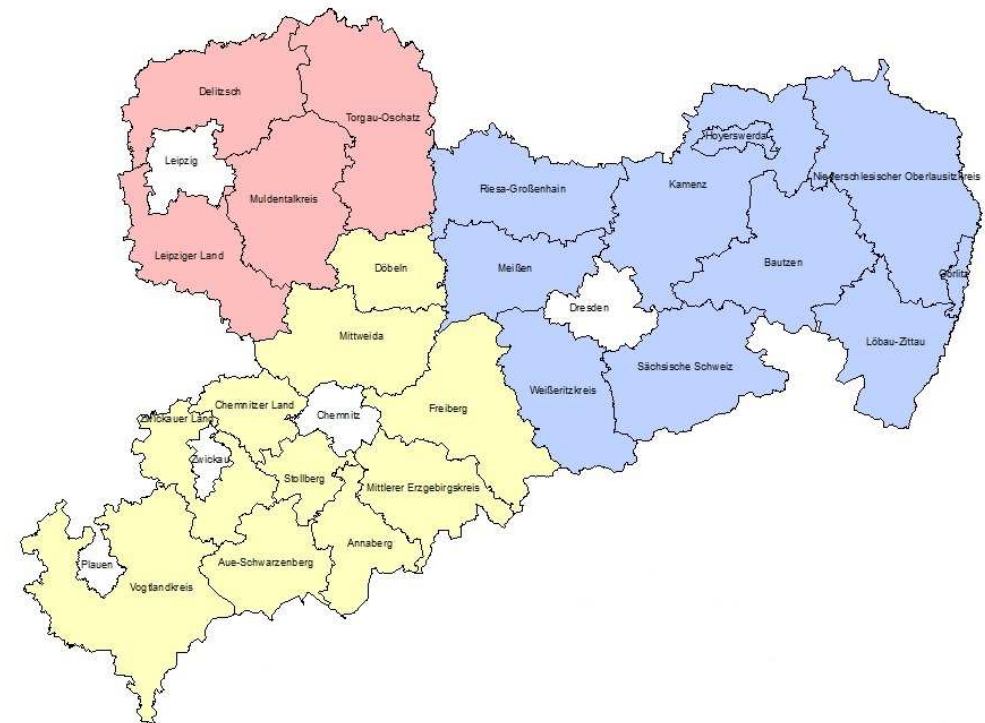 Delitzsch
Torgau-Oschatz
Leipzig
Muldentalkreis
Leipziger Land
Hoyerswerda
Kamenz
Niederschlesischer Oberlausitzkreis
Riesa-Großenhain
Döbeln
Meißen
Bautzen
Görlitz
Dresden
Mittweida
Löbau-Zittau
Sächsische Schweiz
Weißeritzkreis
Chemnitzer Land
Freiberg
Zwickauer Land
Chemnitz
Zwickau
Stollberg
Mittlerer Erzgebirgskreis
Annaberg
Aue-Schwarzenberg
Plauen
Vogtlandkreis